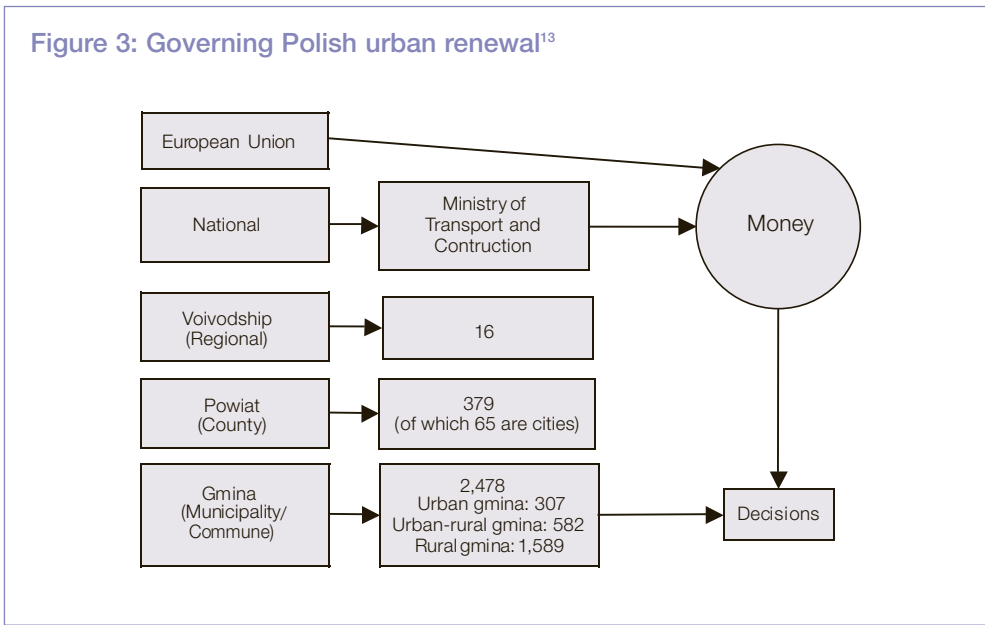 Figure 3: Governing Polish urban renewal13
European Union
National
Ministry of
Transport and
Contruction
Money
Voivodship
(Regional)
16
Powiat
(County)
379
(of which 65 are cities)
Gmina
(Municipality/
Commune)
2,478
Urban gmina: 307
Urban-rural gmina: 582
Rural gmina: 1,589
Decisions